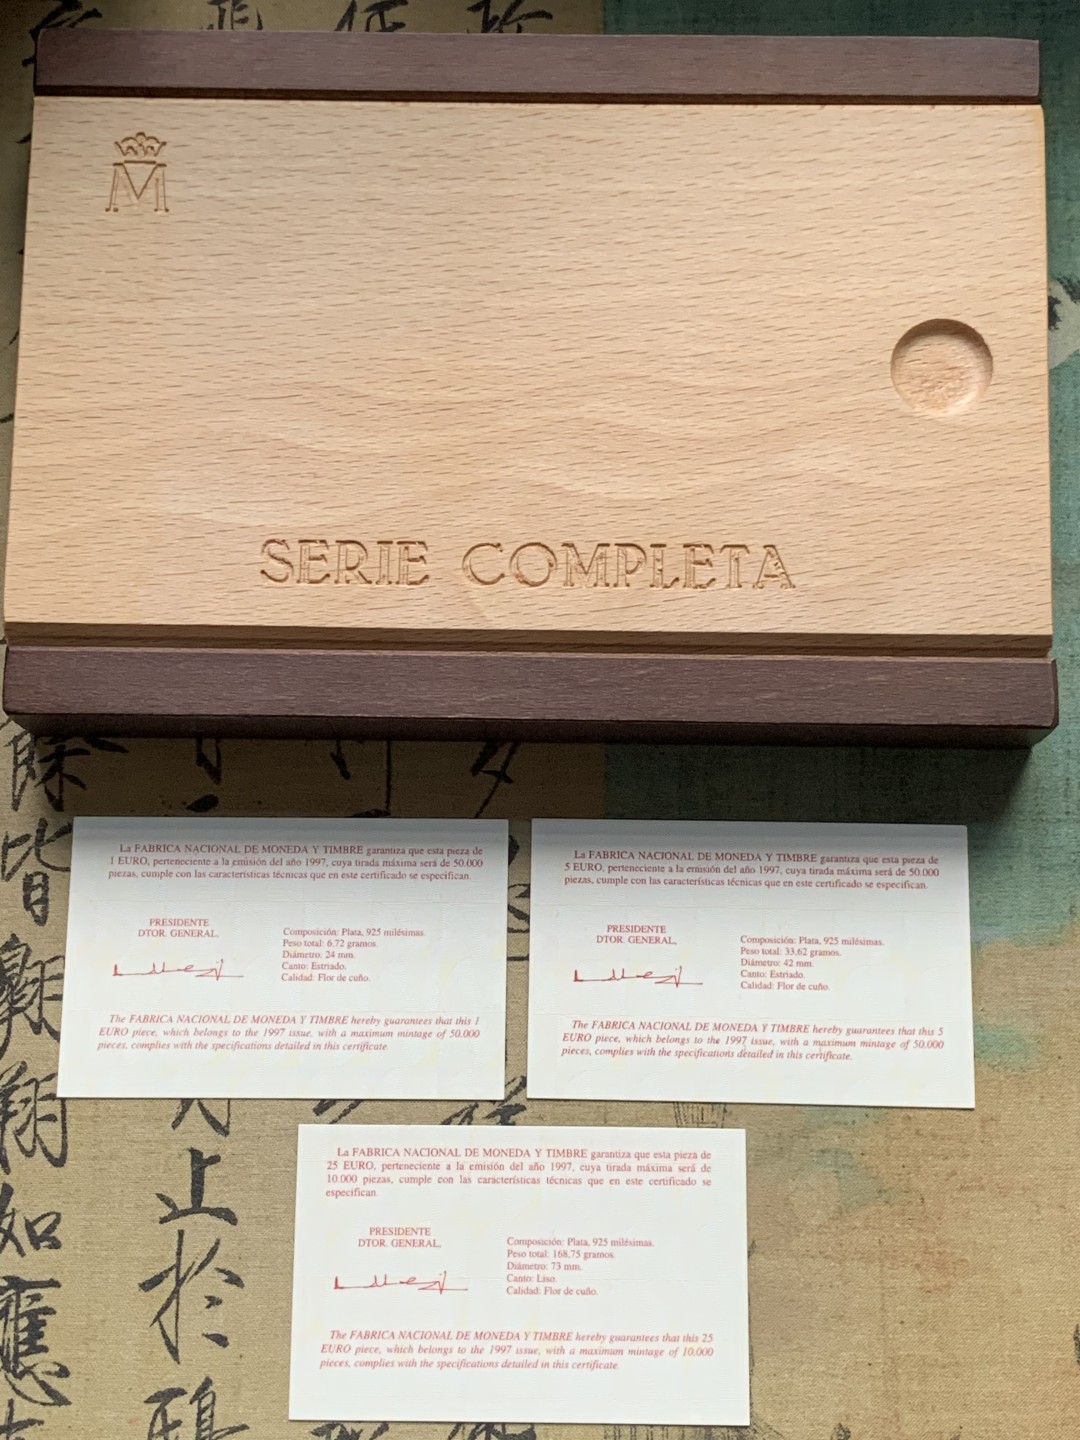 M
SERIE COMPLETA
La FABRICA NACIONAL DE MONEDA Y TIMBRE garantiza que esta pieza de
1 EURO, perteneciente a la emisión del año 1997, cuya tirada máxima será de 50.000
piezas, cumple con las características técnicas que en este certificado se especifican.
PRESIDENTE
DTOR. GENERAL,
Composición: Plata, 925 milésimas.
Peso total: 6,72 gramos.
Diámetro: 24 mm.
Canto: Estriado.
Calidad: Flor de cuño.
The FABRICA NACIONAL DE MONEDA Y TIMBRE hereby guarantees that this 1
EURO piece, which belongs to the 1997 issue, with a maximum mintage of 50.000
pieces, complies with the specifications detailed in this certificate.
La FABRICA NACIONAL DE MONEDA Y TIMBRE garantiza que esta pieza de
5 EURO, perteneciente a la emisión del año 1997, cuya tirada máxima será de 50.000
piezas, cumple con las características técnicas que en este certificado se especifican.
PRESIDENTE
DTOR. GENERAL,
Composición: Plata, 925 milésimas.
Peso total: 33,62 gramos.
Diámetro: 42 mm.
Canto: Estriado.
Calidad: Flor de cuño.
The FABRICA NACIONAL DE MONEDA Y TIMBRE hereby guarantees that this 5
EURO piece, which belongs to the 1997 issue, with a maximum mintage of 50.000
pieces, complies with the specifications detailed in this certificate.
La FABRICA NACIONAL DE MONEDA Y TIMBRE garantiza que esta pieza de
25 EURO, perteneciente a la emisión del año 1997, cuya tirada máxima será de
10.000 piezas, cumple con las características técnicas que en este certificado se
especifican.
PRESIDENTE
DTOR. GENERAL,
Composición: Plata, 925 milésimas.
Peso total: 168,75 gramos.
Diámetro: 73 mm.
Canto: Liso.
Calidad: Flor de cuño.
The FABRICA NACIONAL DE MONEDA Y TIMBRE hereby guarantees that this 25
EURO piece, which belongs to the 1997 issue, with a maximum mintage of 10.000
pieces, complies with the specifications detailed in this certificate.
止於
翔
如應